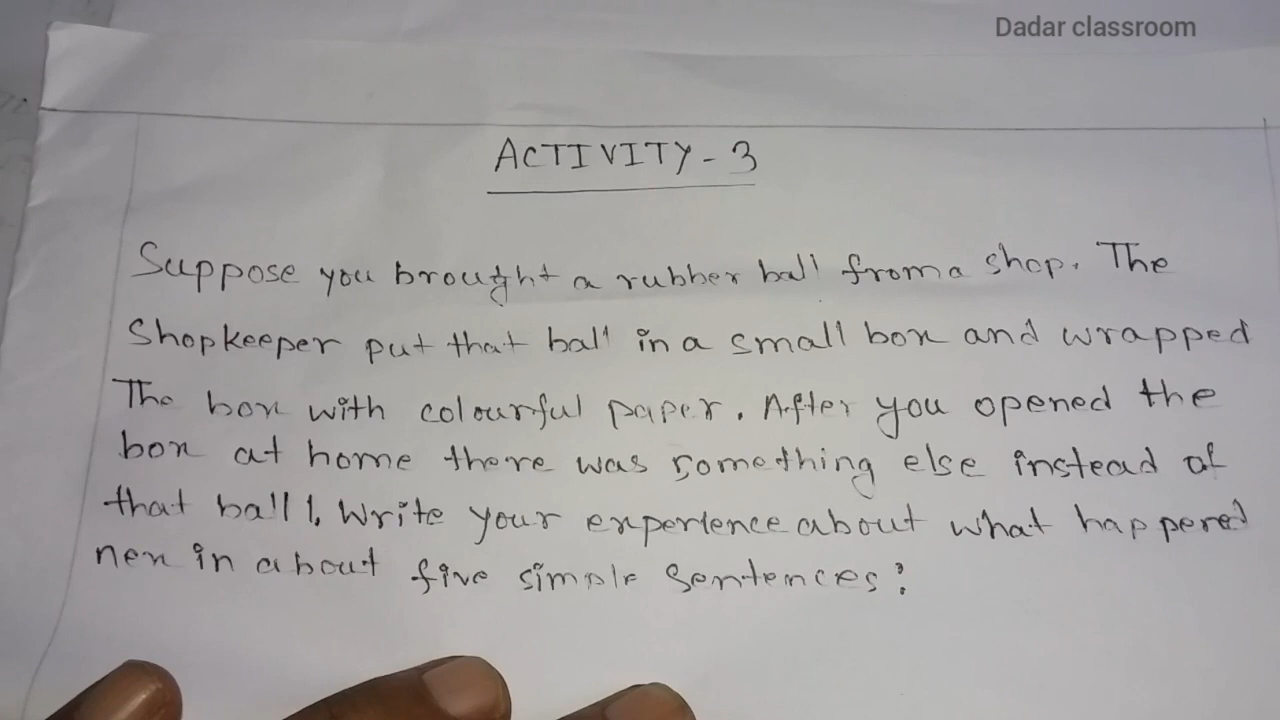 Dadar classroom
ACTIVITY - 3
Suppose you brought a rubber ball from a shop. The
Shopkeeper put that ball in a small box and wrapped
The box with colourful paper. After you opened the
box at home there was something else instead of
that ball!. Write your experience about what happened
nex in about five simple sentences: